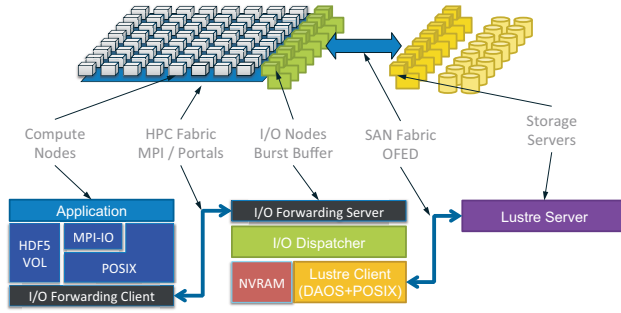 Compute
Nodes
HPC Fabric
MPI / Portals
I/O Nodes
Burst Buffer
SAN Fabric
OFED
Storage
Servers
Application
HDF5
VOL
MPI-IO
POSIX
I/O Forwarding Client
I/O Forwarding Server
I/O Dispatcher
NVRAM
Lustre Client
(DAOS+POSIX)
Lustre Server